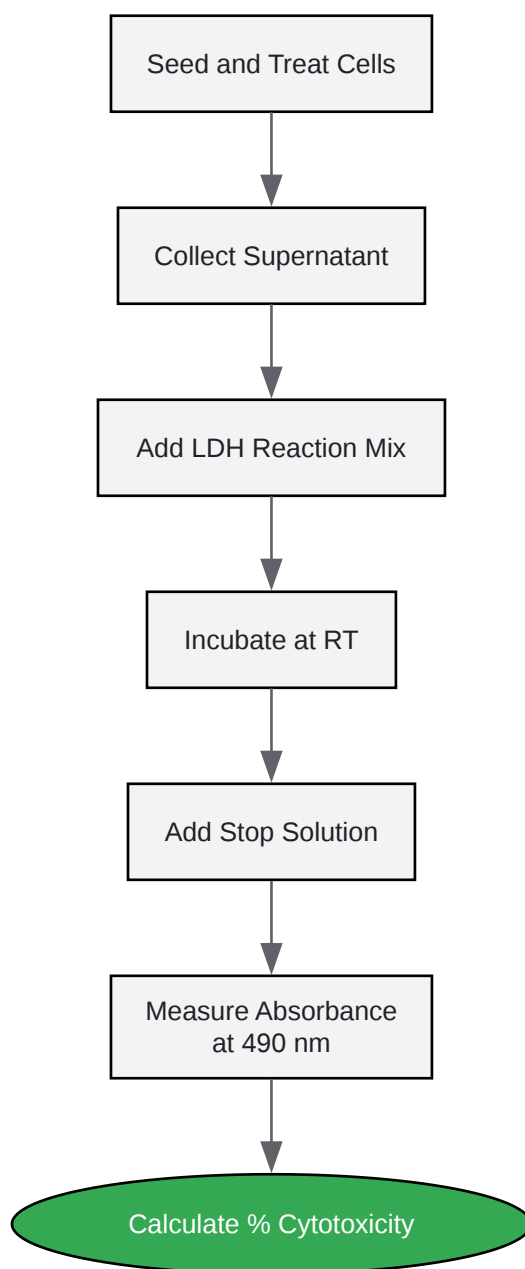 Seed and Treat Cells
Collect Supernatant
Add LDH Reaction Mix
Incubate at RT
Add Stop Solution
Measure Absorbance
at 490 nm
Calculate % Cytotoxicity